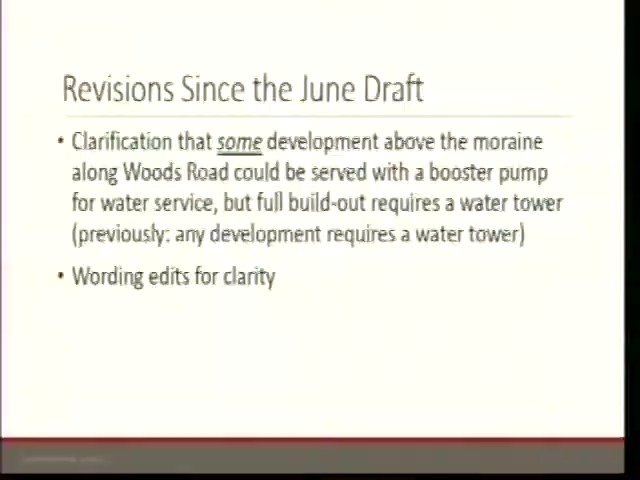 Revisions Since the June Draft
• Clarification that some development above the moraine
along Woods Road could be served with a booster pump
for water service, but full build-out requires a water tower
(previously: any development requires a water tower)
• Wording edits for clarity